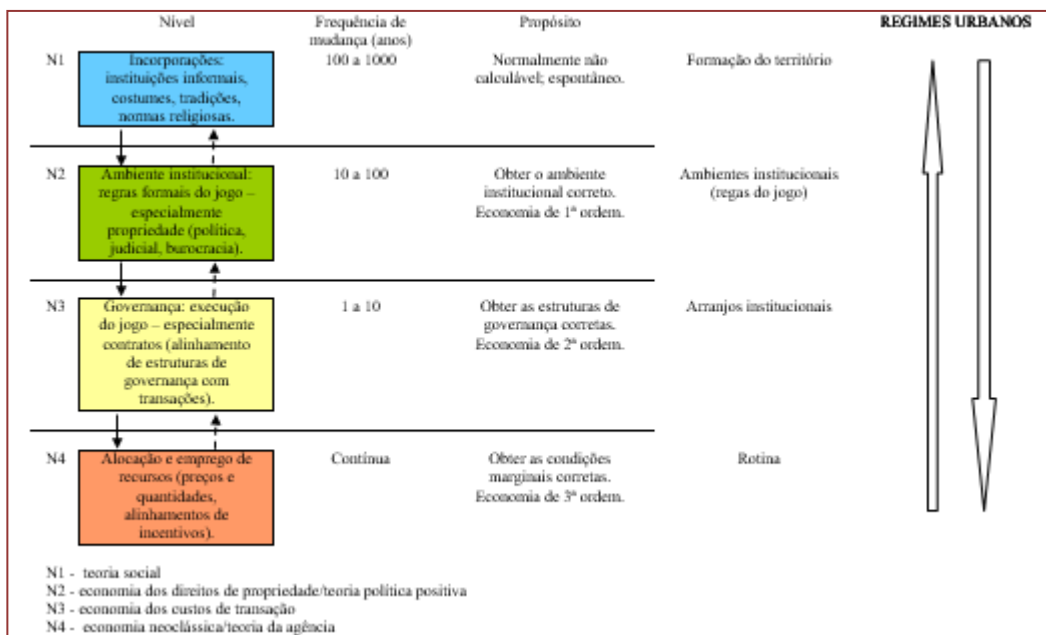 Nível Frequência de mudança (anos) Propósito REGIMES URBANOS
N1
Incorporações:
instituições informais,
costumes, tradições,
normas religiosas.
100 a 1000
Normalmente não
calculável; espontâneo.
Formação do território
N2
Ambiente institucional:
regras formais do jogo –
especialmente
propriedade (política,
judicial, burocracia).
10 a 100
Obter o ambiente
institucional correto.
Economia de 1ª ordem.
Ambientes institucionais
(regas do jogo)
N3
Governança: execução
do jogo – especialmente
contratos (alinhamento
de estruturas de
governança com
transações).
1 a 10
Obter as estruturas de
governança corretas.
Economia de 2ª ordem.
Arranjos institucionais
N4
Alocação e emprego de
recursos (preços e
quantidades,
alinhamentos de
incentivos).
Contínua
Obter as condições
marginais corretas.
Economia de 3ª ordem.
Rotina
N1 - teoria social
N2 - economia dos direitos de propriedade/teoria política positiva
N3 - economia dos custos de transação
N4 - economia neoclássica/teoria da agência